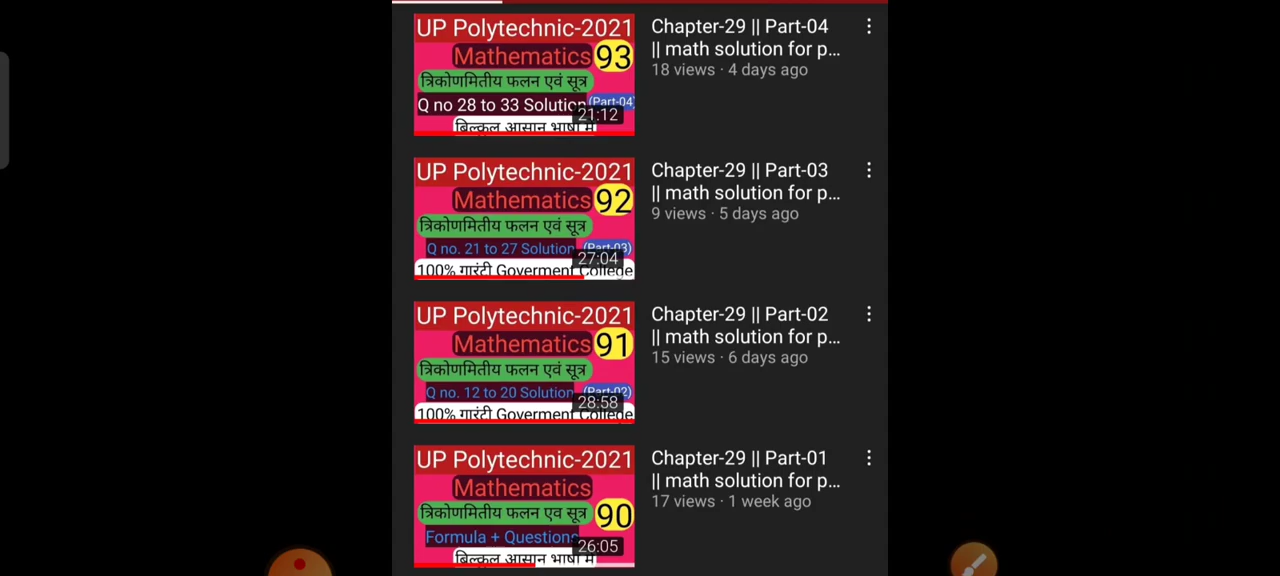 UP Polytechnic-2021
Mathematics 93
त्रिकोणमितीय फलन एवं सूत्र
Q no 28 to 33 Solution (Part-04)
21:12
बिल्कुल आसान भाषा में
Chapter-29 || Part-04
|| math solution for p...
18 views · 4 days ago
UP Polytechnic-2021
Mathematics 92
त्रिकोणमितीय फलन एवं सूत्र
Q no. 21 to 27 Solution (Part-03)
27:04
100% गारंटी Goverment College
Chapter-29 || Part-03
|| math solution for p...
9 views · 5 days ago
UP Polytechnic-2021
Mathematics 91
त्रिकोणमितीय फलन एवं सूत्र
Q no. 12 to 20 Solution (Part-02)
28:58
100% गारंटी Goverment College
Chapter-29 || Part-02
|| math solution for p...
15 views · 6 days ago
UP Polytechnic-2021
Mathematics
त्रिकोणमितीय फलन एवं सूत्र 90
Formula + Questions
26:05
बिल्कुल आसान भाषा में
Chapter-29 || Part-01
|| math solution for p...
17 views · 1 week ago